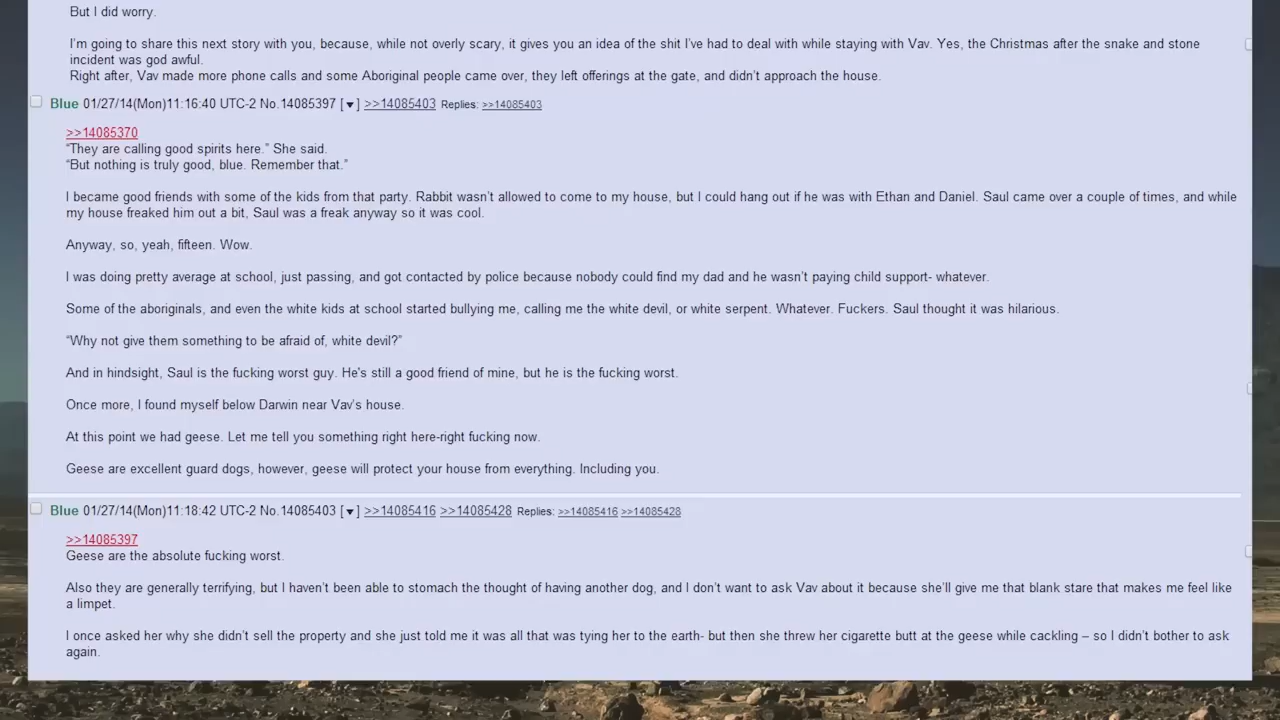 But I did worry.
I'm going to share this next story with you, because, while not overly scary, it gives you an idea of the shit I've had to deal with while staying with Vav. Yes, the Christmas after the snake and stone
incident was god awful.
Right after, Vav made more phone calls and some Aboriginal people came over, they left offerings at the gate, and didn't approach the house.
Blue 01/27/14(Mon)11:16:40 UTC-2 No.14085397 [▼] >>14085403 Replies: >>14085403
>>14085370
“They are calling good spirits here.” She said.
“But nothing is truly good, blue. Remember that.”
I became good friends with some of the kids from that party. Rabbit wasn't allowed to come to my house, but I could hang out if he was with Ethan and Daniel. Saul came over a couple of times, and while
my house freaked him out a bit, Saul was a freak anyway so it was cool.
Anyway, so, yeah, fifteen. Wow.
I was doing pretty average at school, just passing, and got contacted by police because nobody could find my dad and he wasn't paying child support- whatever.
Some of the aboriginals, and even the white kids at school started bullying me, calling me the white devil, or white serpent. Whatever. Fuckers. Saul thought it was hilarious.
“Why not give them something to be afraid of, white devil?”
And in hindsight, Saul is the fucking worst guy. He's still a good friend of mine, but he is the fucking worst.
Once more, I found myself below Darwin near Vav's house.
At this point we had geese. Let me tell you something right here-right fucking now.
Geese are excellent guard dogs, however, geese will protect your house from everything. Including you.
Blue 01/27/14(Mon)11:18:42 UTC-2 No.14085403 [▼] >>14085416 >>14085428 Replies: >>14085416 >>14085428
>>14085397
Geese are the absolute fucking worst.
Also they are generally terrifying, but I haven't been able to stomach the thought of having another dog, and I don't want to ask Vav about it because she'll give me that blank stare that makes me feel like
a limpet.
I once asked her why she didn't sell the property and she just told me it was all that was tying her to the earth- but then she threw her cigarette butt at the geese while cackling – so I didn't bother to ask
again.